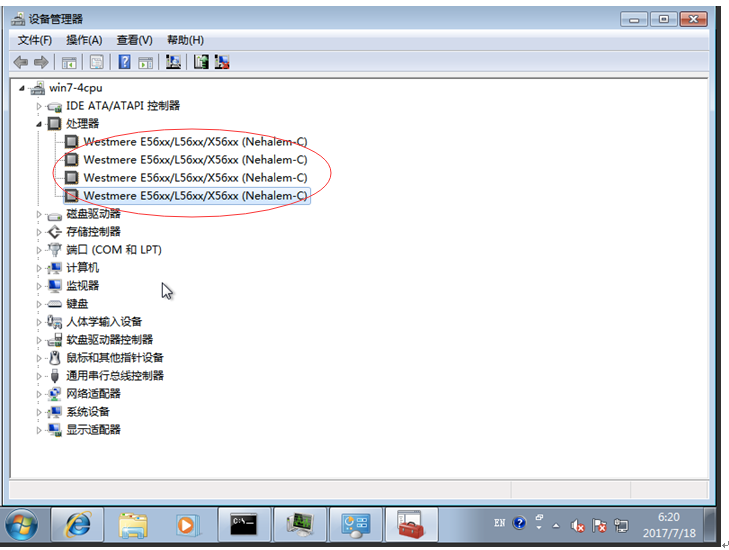 设备管理器
文件(F) 操作(A) 查看(V) 帮助(H)
win7-4cpu
IDE ATA/ATAPI 控制器
处理器
Westmere E56xx/L56xx/X56xx (Nehalem-C)
Westmere E56xx/L56xx/X56xx (Nehalem-C)
Westmere E56xx/L56xx/X56xx (Nehalem-C)
Westmere E56xx/L56xx/X56xx (Nehalem-C)
磁盘驱动器
存储控制器
端口 (COM 和 LPT)
计算机
监视器
键盘
人体学输入设备
软盘驱动器控制器
鼠标和其他指针设备
通用串行总线控制器
网络适配器
系统设备
显示适配器
C:\_
EN
6:20
2017/7/18